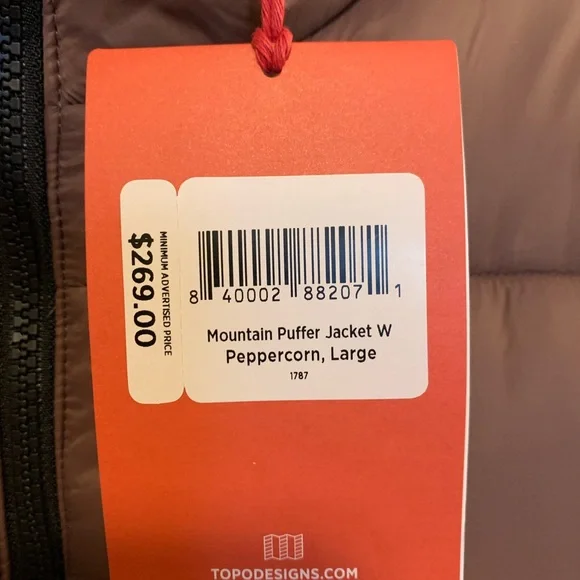 MINIMUM ADVERTISED PRICE
$269.00
8 40002 88207 1
Mountain Puffer Jacket W
Peppercorn, Large
1787
TOPODESIGNS.COM